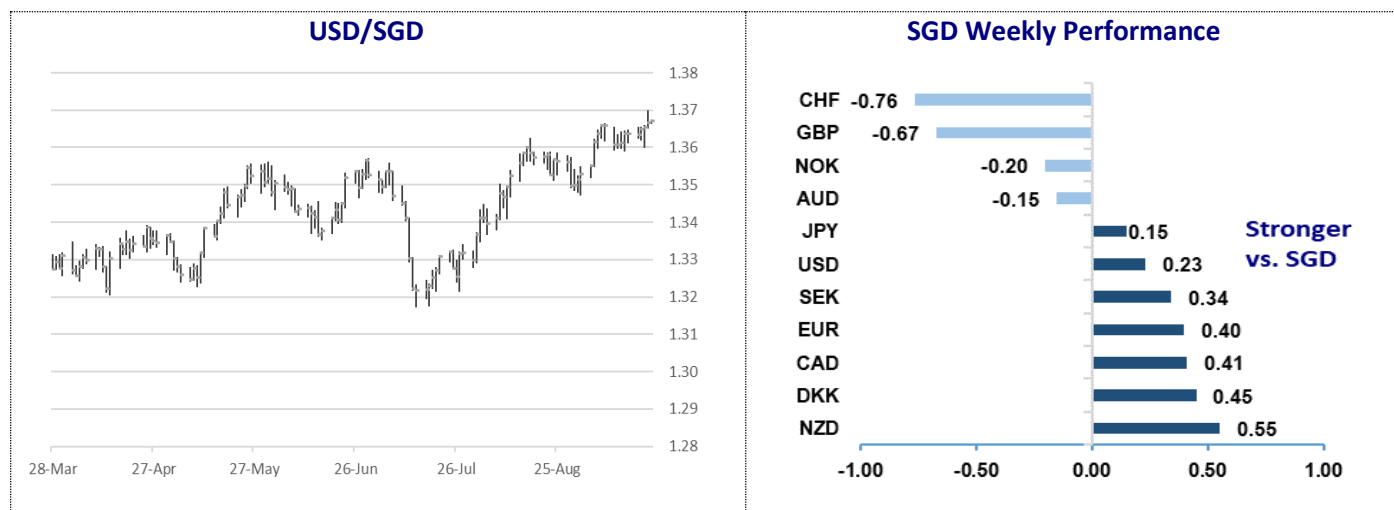 USD/SGD
1.38
1.37
1.36
1.35
1.34
1.33
1.32
1.31
1.30
1.29
1.28
28-Mar 27-Apr 27-May 26-Jun 26-Jul 25-Aug
SGD Weekly Performance
CHF -0.76
GBP -0.67
NOK -0.20
AUD -0.15
JPY 0.15
USD 0.23
SEK 0.34
EUR 0.40
CAD 0.41
DKK 0.45
NZD 0.55
Stronger
vs. SGD
-1.00 -0.50 0.00 0.50 1.00